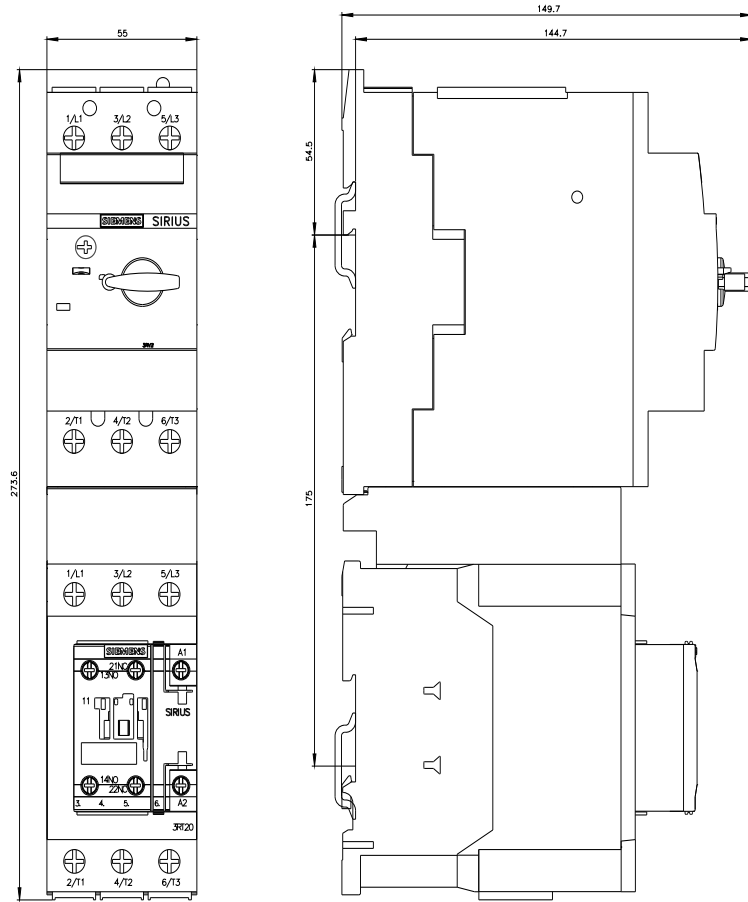 55
149.7
144.7
1/L1 3/L2 5/L3
54.5
SIEMENS SIRIUS
3RV2
2/T1 4/T2 6/T3
273.6
175
1/L1 3/L2 5/L3
SIEMENS A1
21NC
13NO
11
SIRIUS
14NO
22NC
3. 4. 5. 6. A2
3RT20
2/T1 4/T2 6/T3